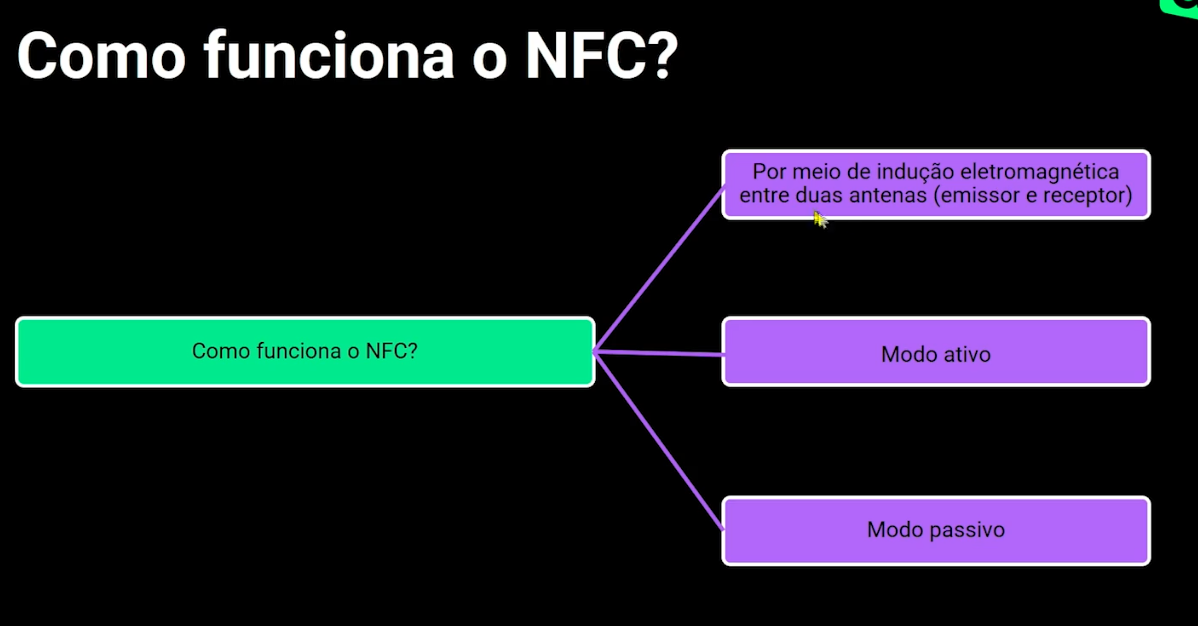 Como funciona o NFC?
Por meio de indução eletromagnética
entre duas antenas (emissor e receptor)
Como funciona o NFC?
Modo ativo
Modo passivo